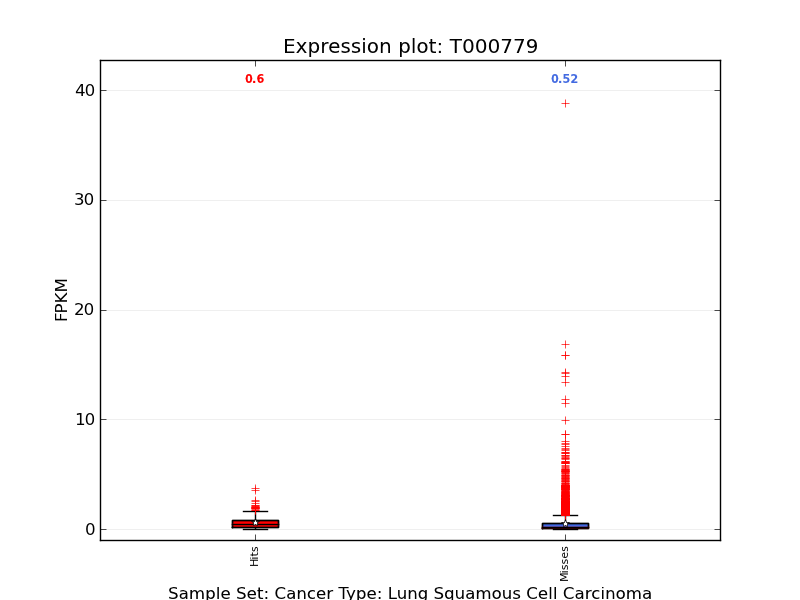 Expression plot: T000779
0.6
0.52
40
30
20
10
0
FPKM
Hits
Misses
Sample Set: Cancer Type: Lung Squamous Cell Carcinoma